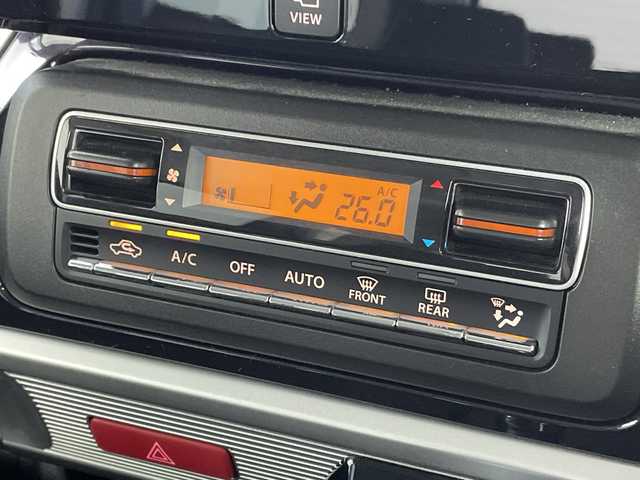 VIEW
A/C
26.0
A/C OFF AUTO FRONT REAR